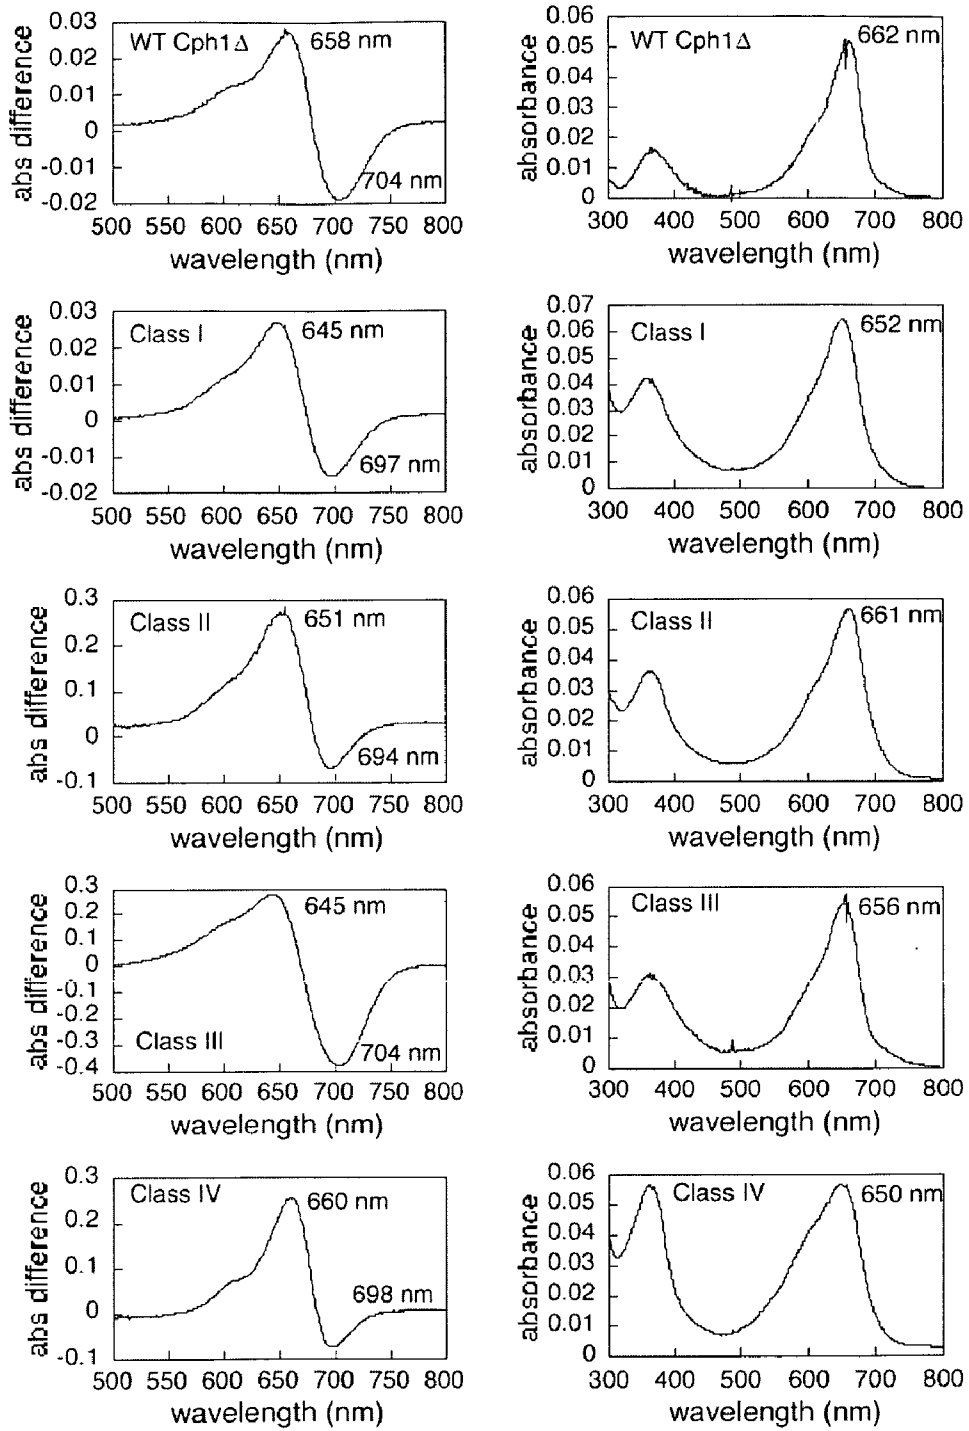 0.03
0.02
0.01
0
-0.01
-0.02
abs difference
WT Cph1Δ
658 nm
704 nm
500 550 600 650 700 750 800
wavelength (nm)
0.06
0.05
0.04
0.03
0.02
0.01
0
absorbance
WT Cph1Δ
662 nm
300 400 500 600 700 800
wavelength (nm)
0.03
0.02
0.01
0
-0.01
-0.02
abs difference
Class I
645 nm
697 nm
500 550 600 650 700 750 800
wavelength (nm)
0.07
0.06
0.05
0.04
0.03
0.02
0.01
0
absorbance
Class I
652 nm
300 400 500 600 700 800
wavelength (nm)
0.3
0.2
0.1
0
-0.1
abs difference
Class II
651 nm
694 nm
500 550 600 650 700 750 800
wavelength (nm)
0.06
0.05
0.04
0.03
0.02
0.01
0
absorbance
Class II
661 nm
300 400 500 600 700 800
wavelength (nm)
0.3
0.2
0.1
0
-0.1
-0.2
-0.3
-0.4
abs difference
645 nm
Class III
704 nm
500 550 600 650 700 750 800
wavelength (nm)
0.06
0.05
0.04
0.03
0.02
0.01
0
absorbance
Class III
656 nm
300 400 500 600 700 800
wavelength (nm)
0.3
0.2
0.1
0
-0.1
abs difference
Class IV
660 nm
698 nm
500 550 600 650 700 750 800
wavelength (nm)
0.06
0.05
0.04
0.03
0.02
0.01
0
absorbance
Class IV
650 nm
300 400 500 600 700 800
wavelength (nm)